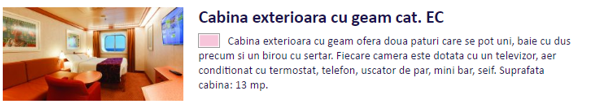 Cabina exterioara cu geam cat. EC
Cabina exterioara cu geam ofera doua paturi care se pot uni, baie cu dus
precum si un birou cu sertar. Fiecare camera este dotata cu un televizor, aer
conditionat cu termostat, telefon, uscator de par, mini bar, seif. Suprafata
cabina: 13 mp.